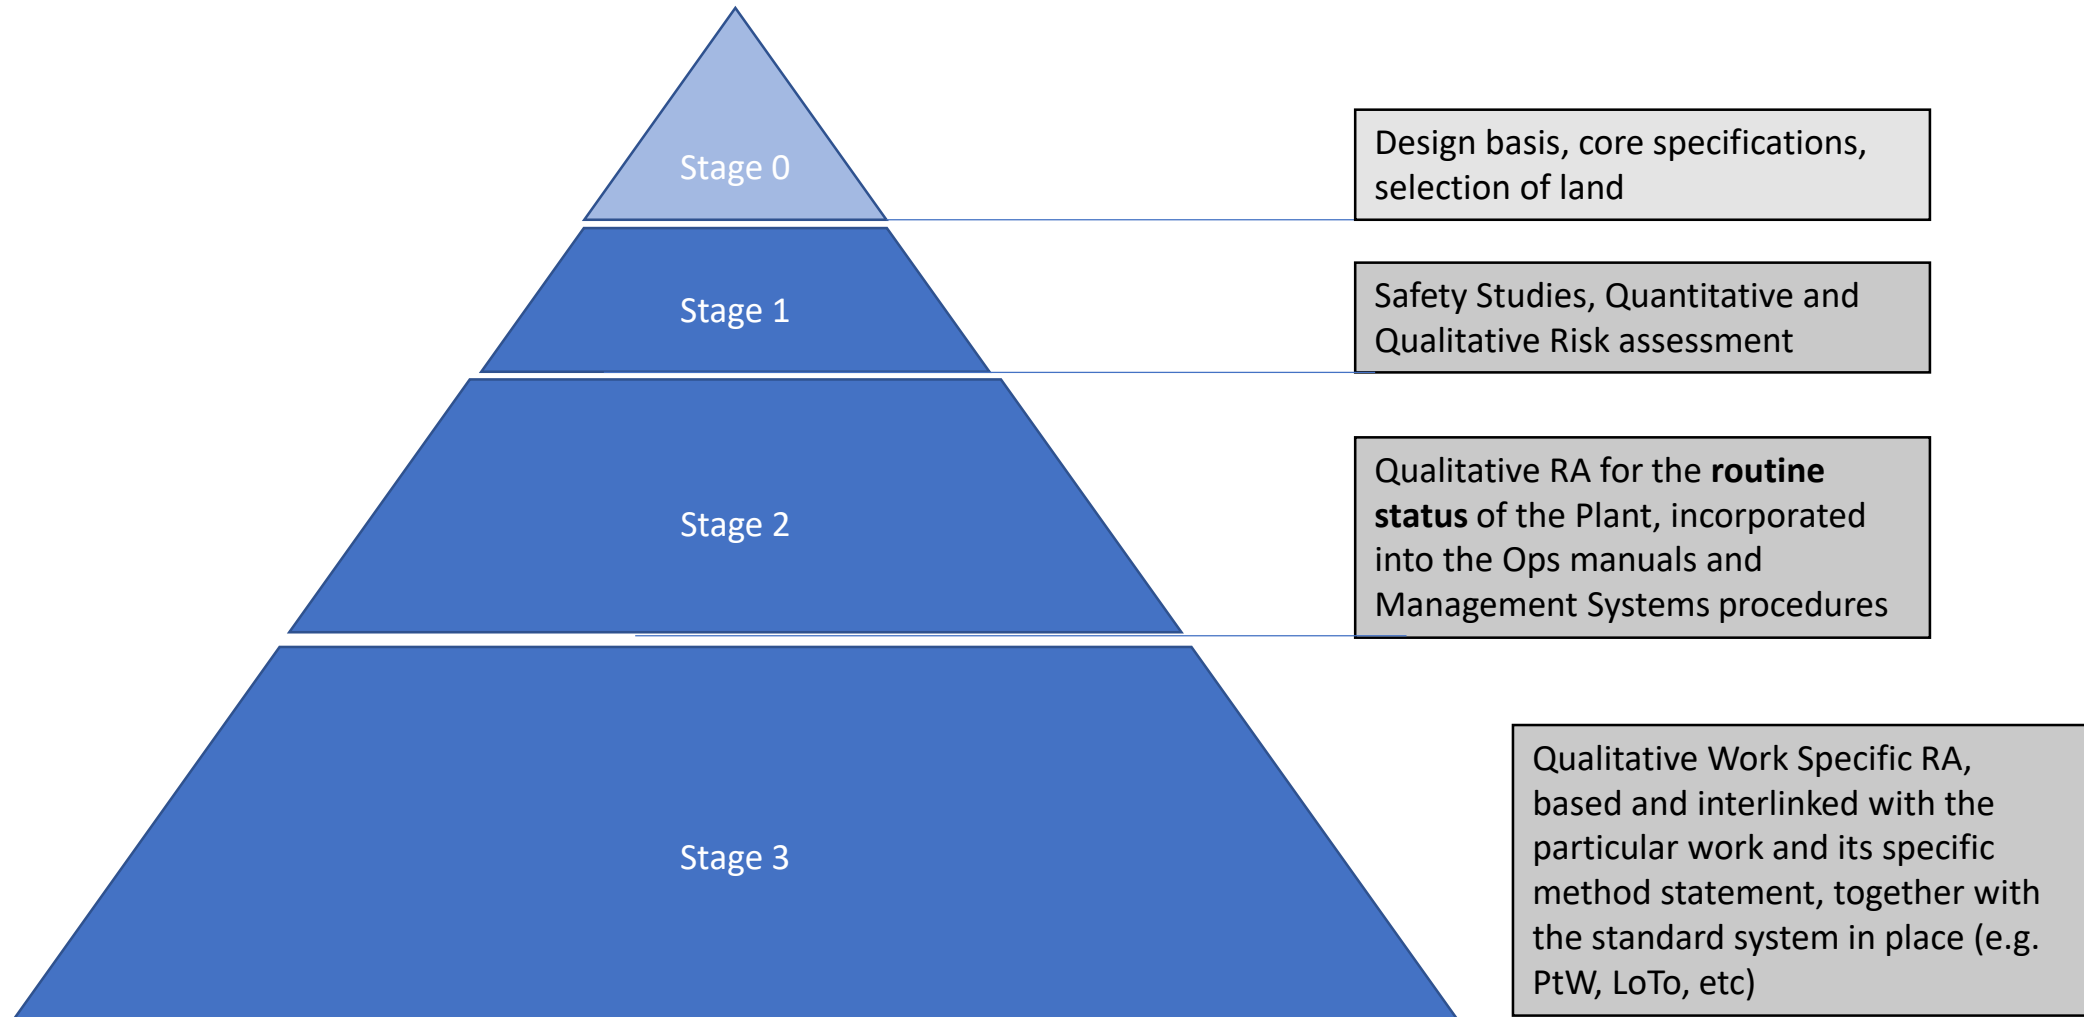 Stage 0
Design basis, core specifications,
selection of land
Stage 1
Safety Studies, Quantitative and
Qualitative Risk assessment
Stage 2
Qualitative RA for the routine
status of the Plant, incorporated
into the Ops manuals and
Management Systems procedures
Stage 3
Qualitative Work Specific RA,
based and interlinked with the
particular work and its specific
method statement, together with
the standard system in place (e.g.
PtW, LoTo, etc)